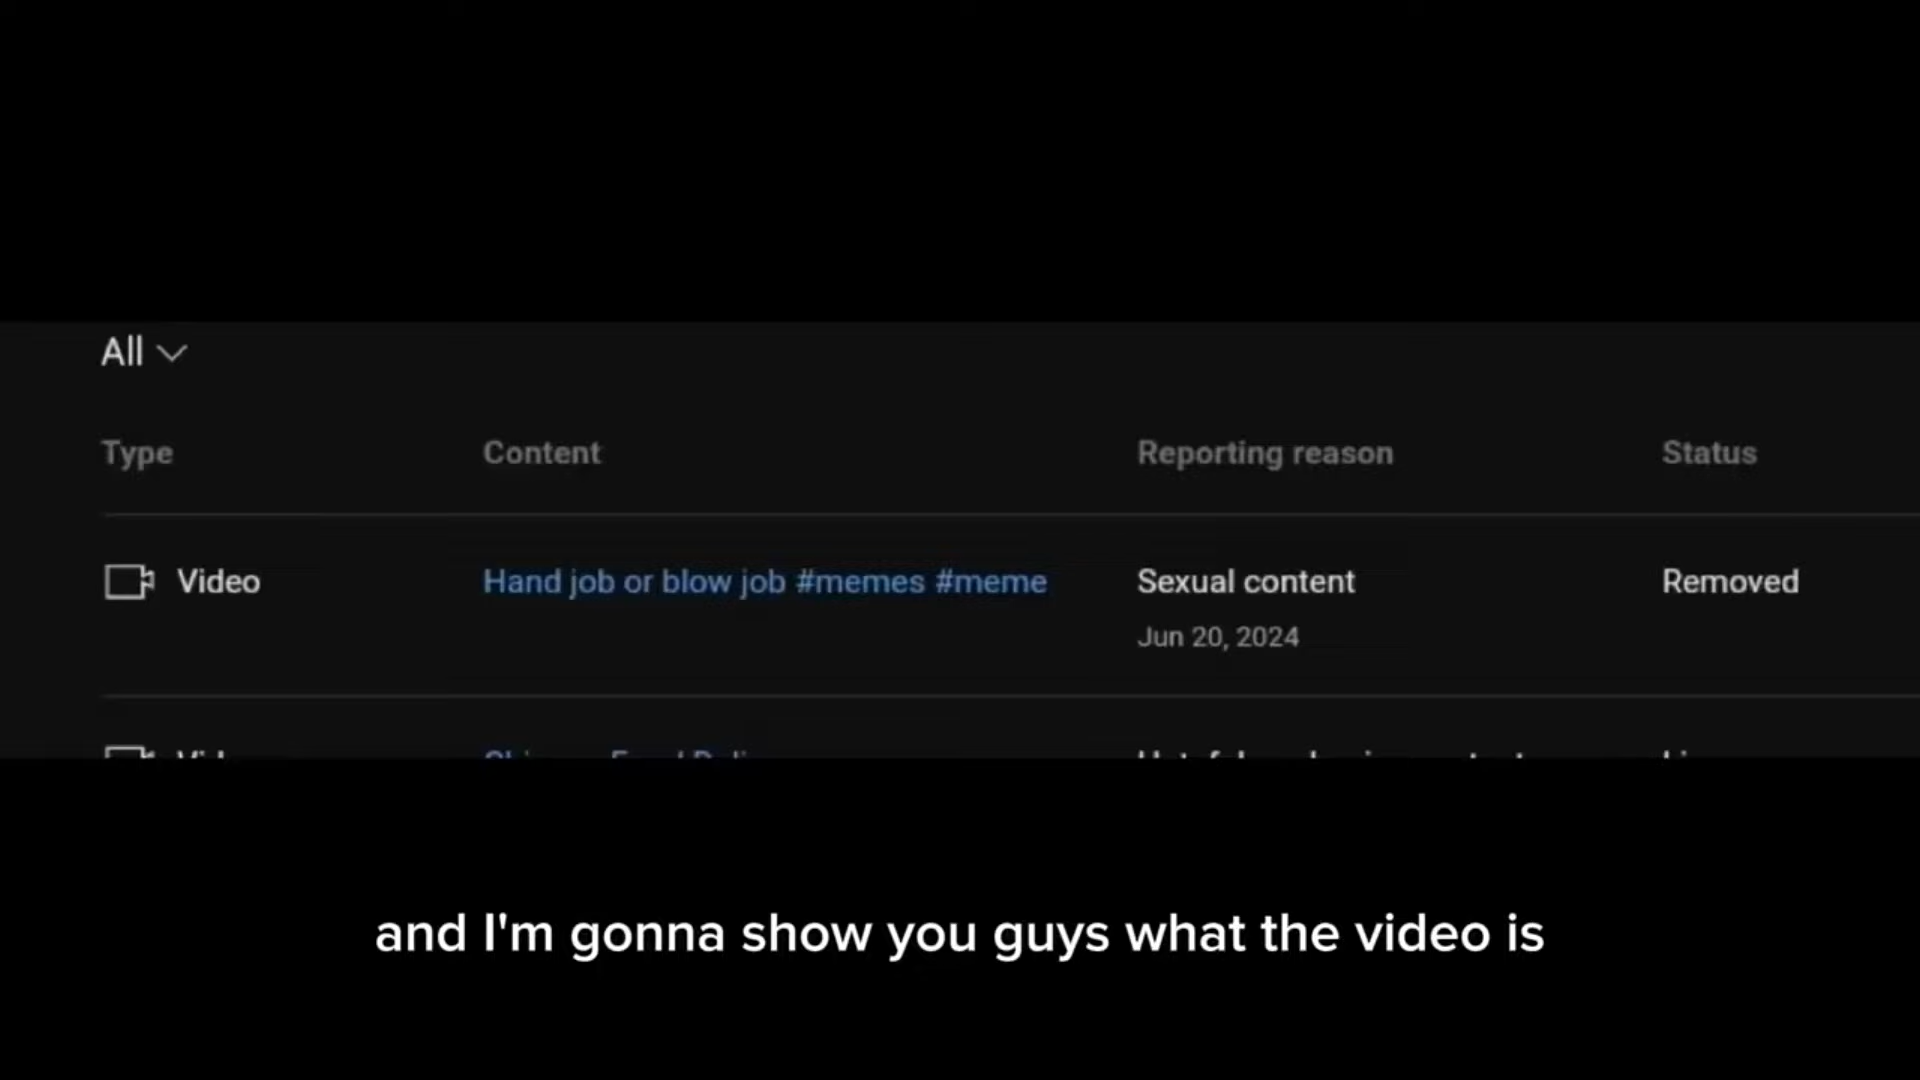 All
Type Content Reporting reason Status
Video Hand job or blow job #memes #meme Sexual content Removed
Jun 20, 2024
and I'm gonna show you guys what the video is